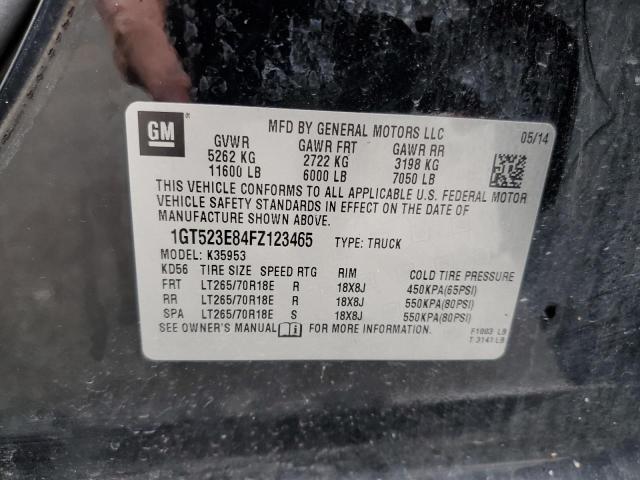 GM
MFD BY GENERAL MOTORS LLC
05/14
GVWR GAWR FRT GAWR RR
5262 KG 2722 KG 3198 KG
11600 LB 6000 LB 7050 LB
THIS VEHICLE CONFORMS TO ALL APPLICABLE U.S. FEDERAL MOTOR
VEHICLE SAFETY STANDARDS IN EFFECT ON THE DATE OF
MANUFACTURE SHOWN ABOVE.
1GT523E84FZ123465 TYPE: TRUCK
MODEL: K35953
KD56 TIRE SIZE SPEED RTG RIM COLD TIRE PRESSURE
FRT LT265/70R18E R 18X8J 450KPA(65PSI)
RR LT265/70R18E R 18X8J 550KPA(80PSI)
SPA LT265/70R18E S 18X8J 550KPA(80PSI)
SEE OWNER'S MANUAL FOR MORE INFORMATION.
F1003 LB
T 3141 LB